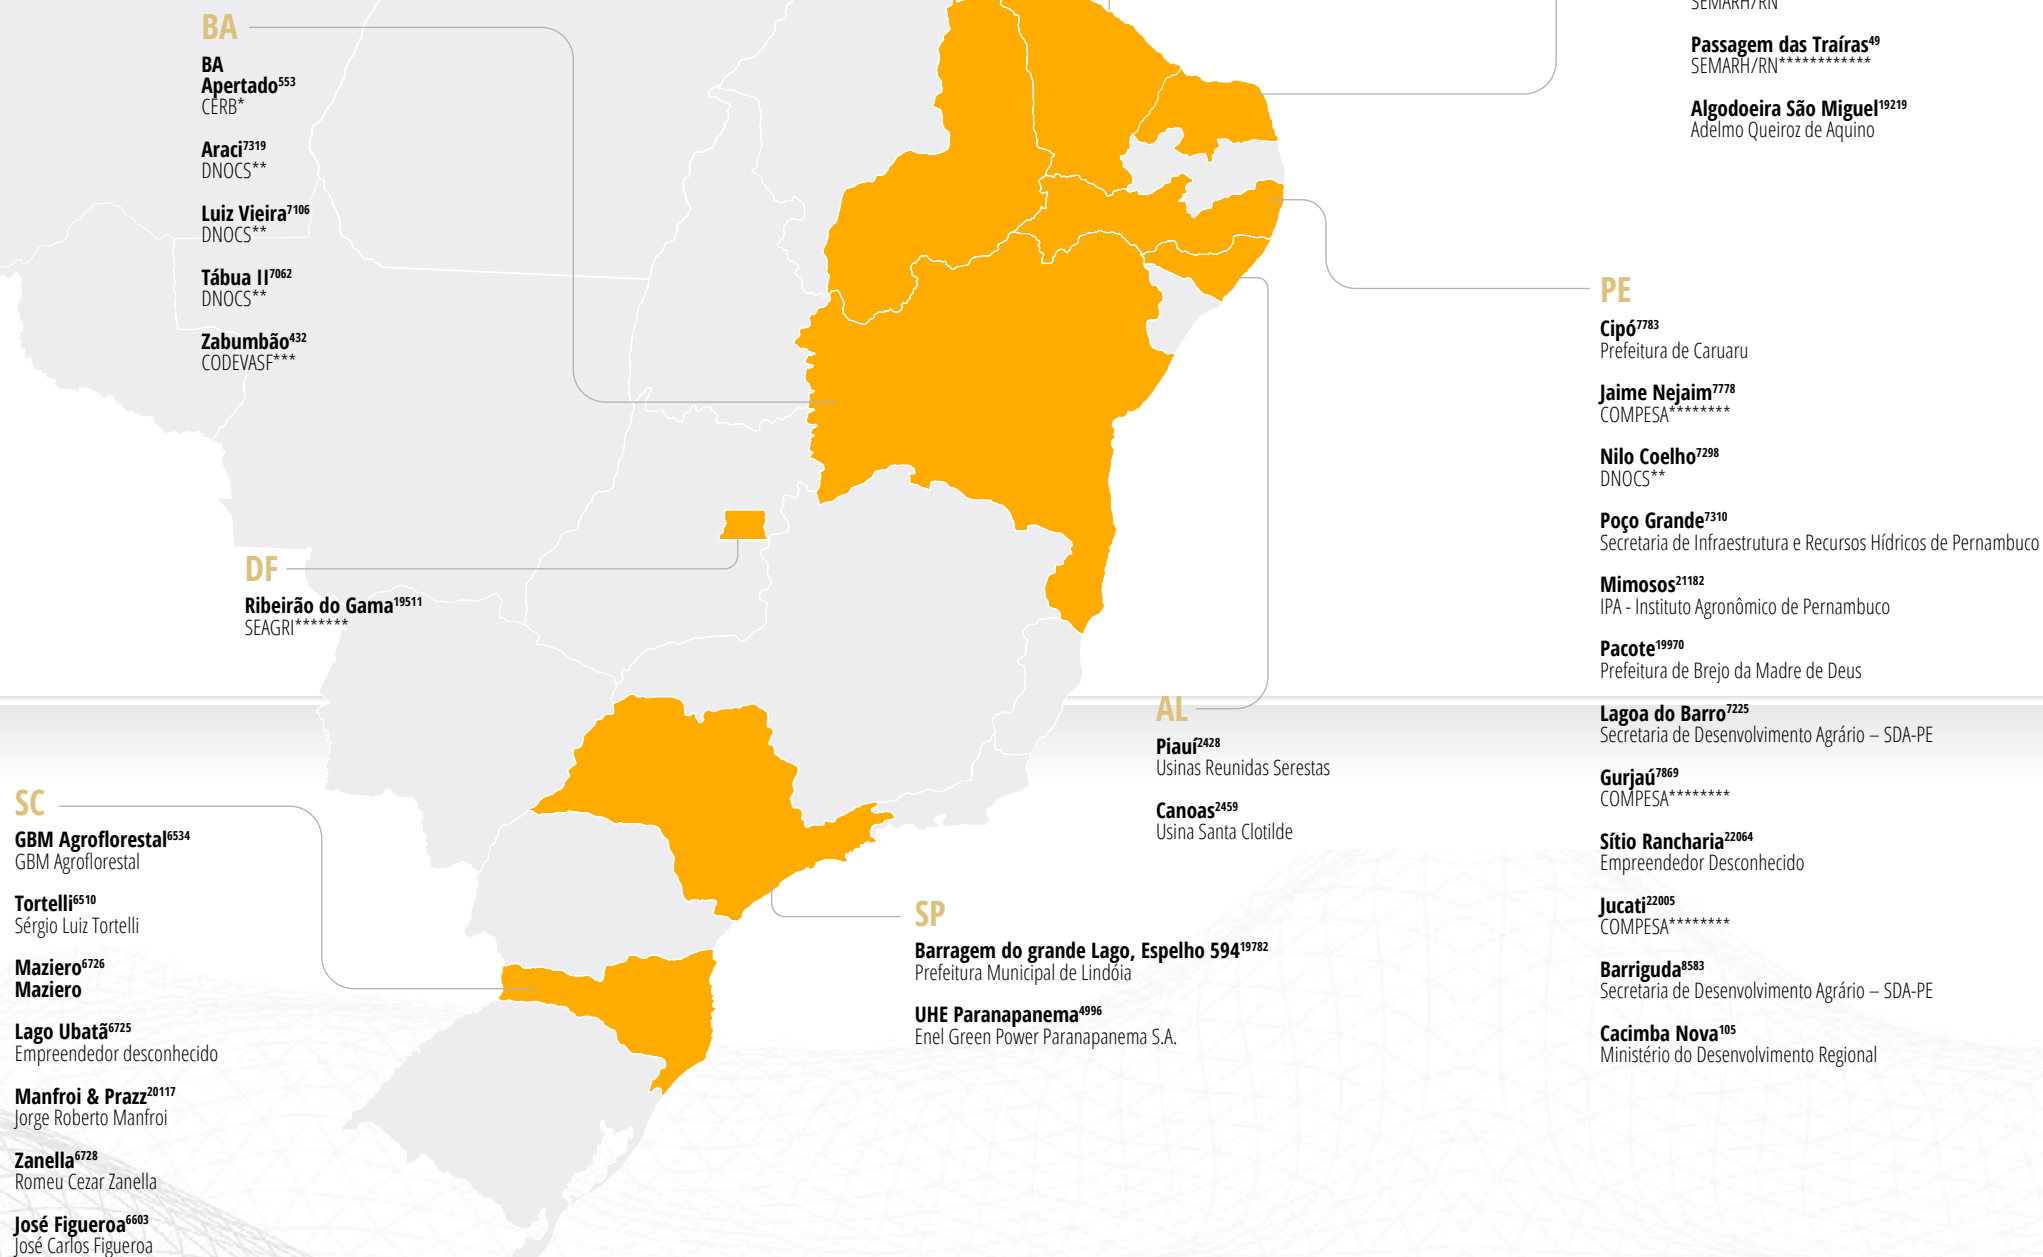 BA
BA
Apertado553
CERB*
Araci7319
DNOCS**
Luiz Vieira7106
DNOCS**
Tábua II7062
DNOCS**
Zabumbão432
CODEVASF***
DF
Ribeirão do Gama19511
SEAGRI*******
SC
GBM Agroflorestal6534
GBM Agroflorestal
Tortelli6510
Sérgio Luiz Tortelli
Maziero6726
Maziero
Lago Ubatã6725
Empreendedor desconhecido
Manfroi & Prazz20117
Jorge Roberto Manfroi
Zanella6728
Romeu Cezar Zanella
José Figueroa6603
José Carlos Figueroa
SP
Barragem do grande Lago, Espelho 59419782
Prefeitura Municipal de Lindóia
UHE Paranapanema4996
Enel Green Power Paranapanema S.A.
AL
Piauí2428
Usinas Reunidas Serestas
Canoas2459
Usina Santa Clotilde
SEMARH/RN
Passagem das Traíras49
SEMARH/RN************
Algodoeira São Miguel19219
Adelmo Queiroz de Aquino
PE
Cipó7783
Prefeitura de Caruaru
Jaime Nejaim7778
COMPESA********
Nilo Coelho7298
DNOCS**
Poço Grande7310
Secretaria de Infraestrutura e Recursos Hídricos de Pernambuco
Mimosos21182
IPA - Instituto Agronômico de Pernambuco
Pacote19970
Prefeitura de Brejo da Madre de Deus
Lagoa do Barro7225
Secretaria de Desenvolvimento Agrário – SDA-PE
Gurjaú7869
COMPESA********
Sítio Rancharia22064
Empreendedor Desconhecido
Jucati22005
COMPESA********
Barriguda8583
Secretaria de Desenvolvimento Agrário – SDA-PE
Cacimba Nova105
Ministério do Desenvolvimento Regional